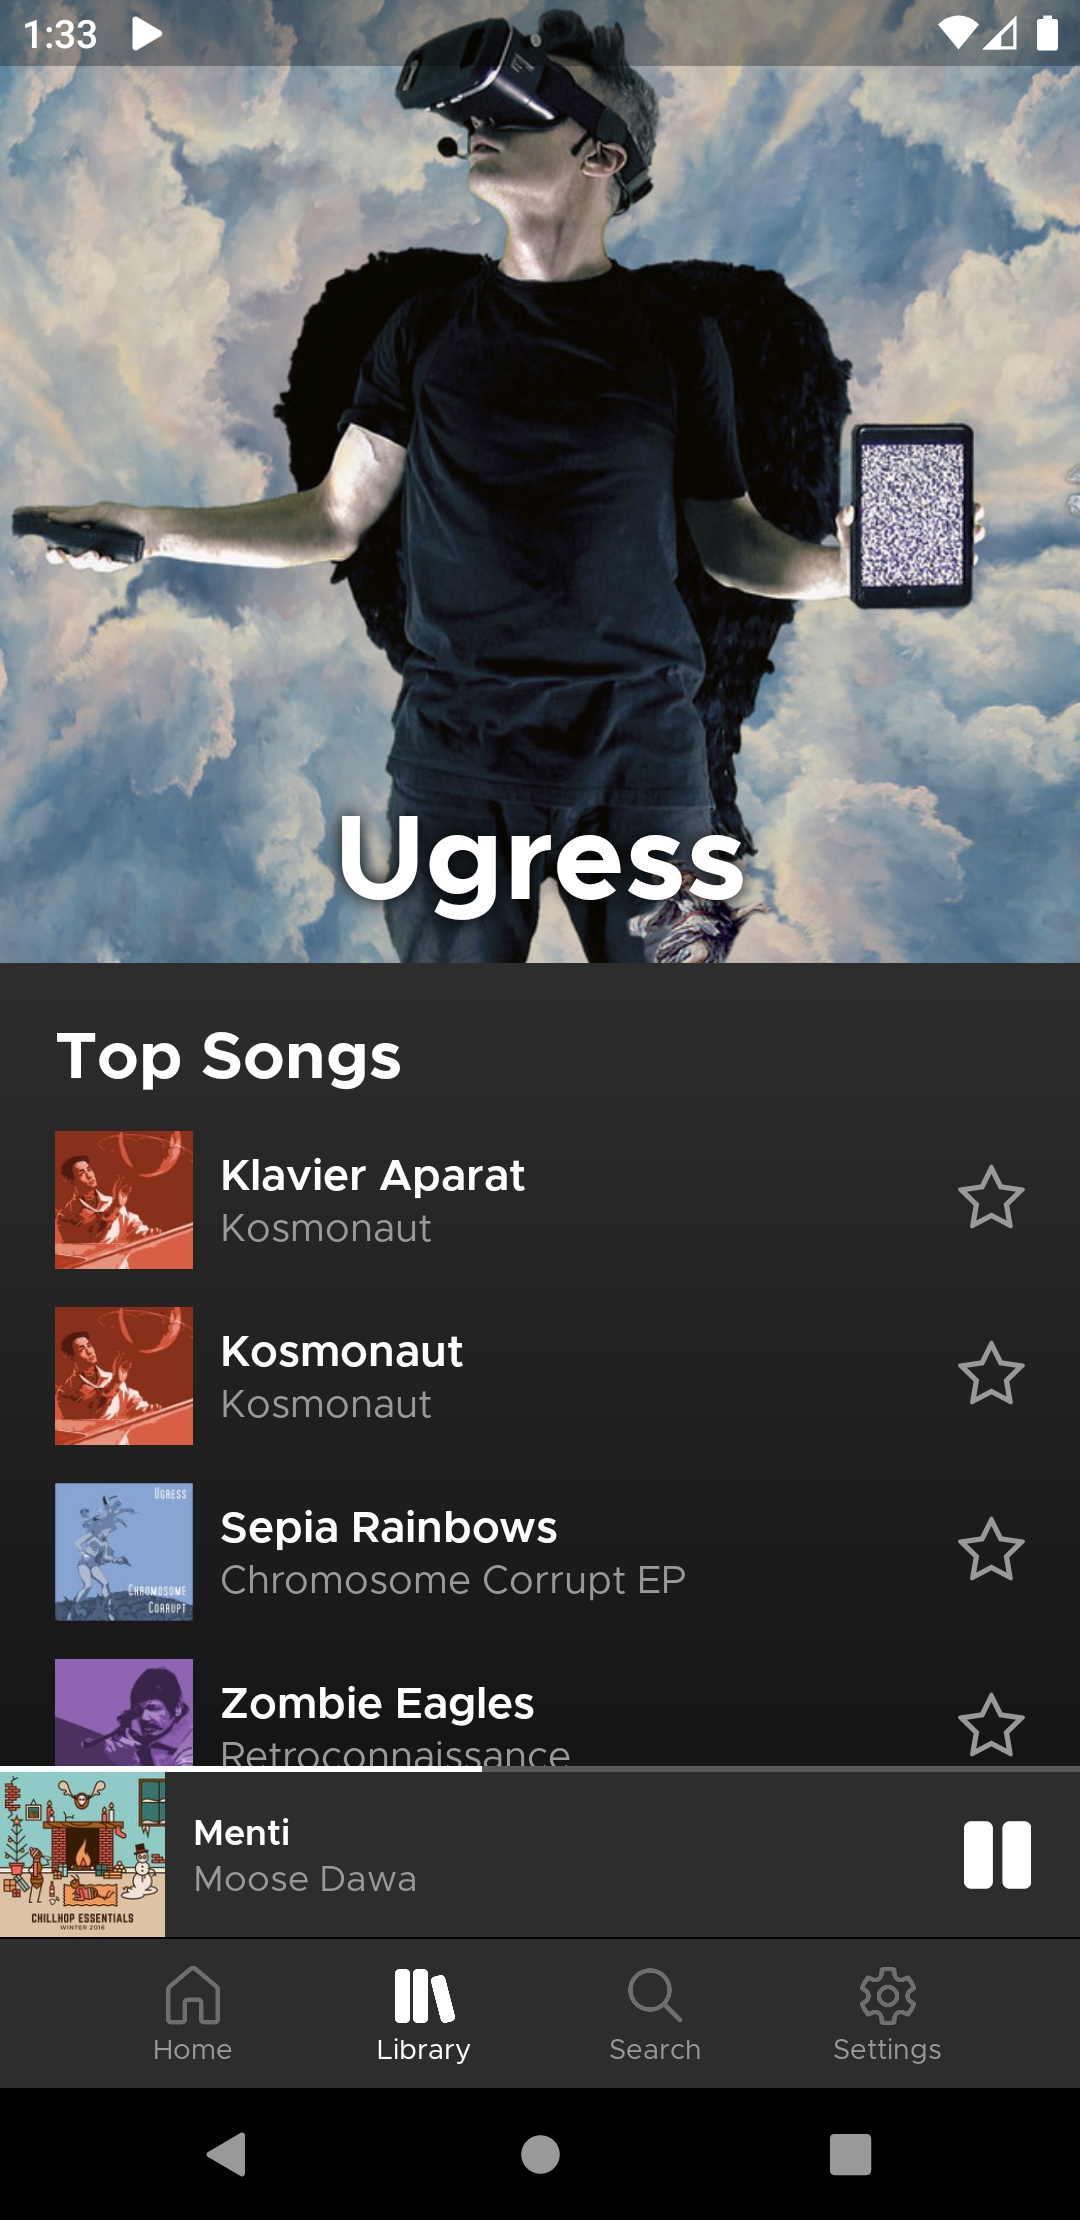 1:33
Ugress
Top Songs
Klavier Aparat
Kosmonaut
Kosmonaut
Kosmonaut
UGRESS
Sepia Rainbows
Chromosome Corrupt EP
CHROMOSOME
CORRUPT
Zombie Eagles
Retroconnaissance
Menti
Moose Dawa
CHILLHOP ESSENTIALS
WINTER 2016
Home
Library
Search
Settings